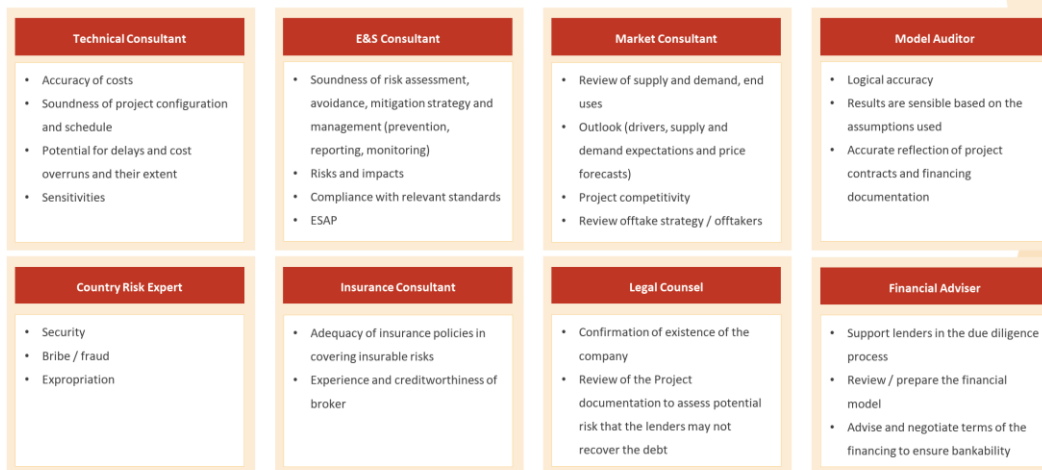 Technical Consultant
• Accuracy of costs
• Soundness of project configuration
and schedule
• Potential for delays and cost
overruns and their extent
• Sensitivities
E&S Consultant
• Soundness of risk assessment,
avoidance, mitigation strategy and
management (prevention,
reporting, monitoring)
• Risks and impacts
• Compliance with relevant standards
• ESAP
Market Consultant
• Review of supply and demand, end
uses
• Outlook (drivers, supply and
demand expectations and price
forecasts)
• Project competitivity
• Review offtake strategy / offtakers
Model Auditor
• Logical accuracy
• Results are sensible based on the
assumptions used
• Accurate reflection of project
contracts and financing
documentation
Country Risk Expert
• Security
• Bribe / fraud
• Expropriation
Insurance Consultant
• Adequacy of insurance policies in
covering insurable risks
• Experience and creditworthiness of
broker
Legal Counsel
• Confirmation of existence of the
company
• Review of the Project
documentation to assess potential
risk that the lenders may not
recover the debt
Financial Adviser
• Support lenders in the due diligence
process
• Review / prepare the financial
model
• Advise and negotiate terms of the
financing to ensure bankability